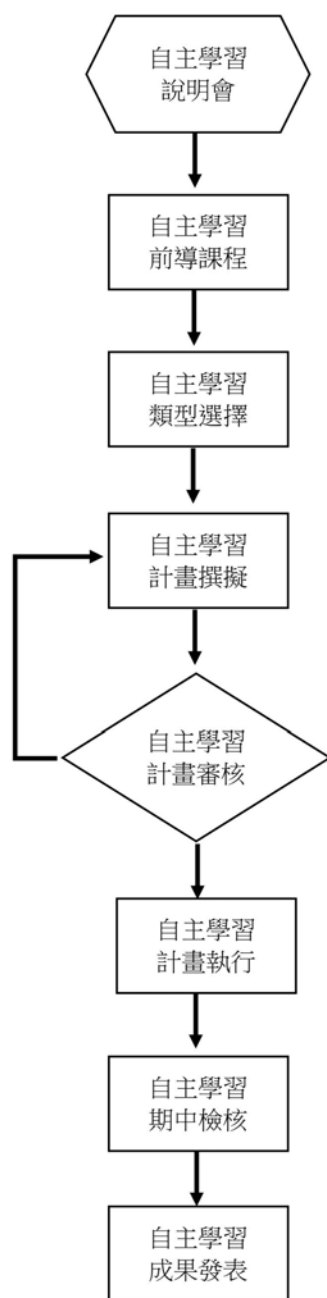 自主學習
說明會
自主學習
前導課程
自主學習
類型選擇
自主學習
計畫撰擬
自主學習
計畫審核
自主學習
計畫執行
自主學習
期中檢核
自主學習
成果發表